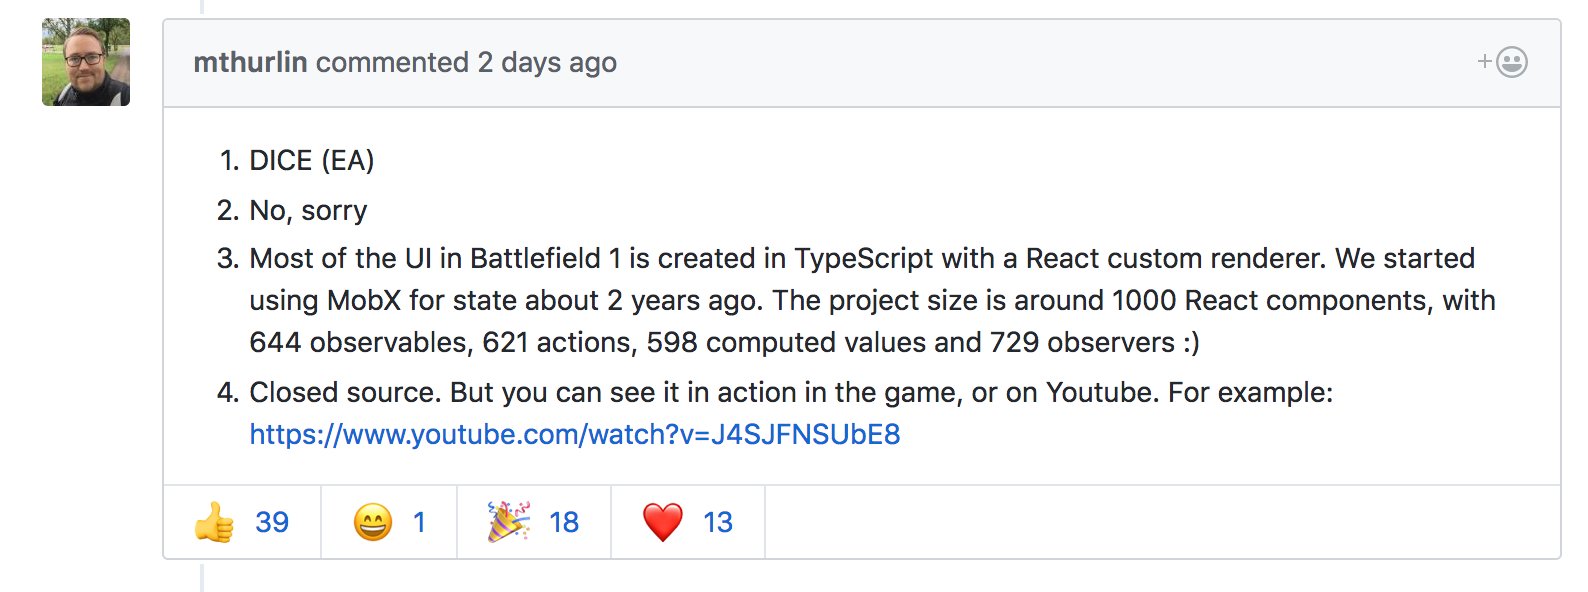 mthurlin commented 2 days ago
1. DICE (EA)
2. No, sorry
3. Most of the UI in Battlefield 1 is created in TypeScript with a React custom renderer. We started
using MobX for state about 2 years ago. The project size is around 1000 React components, with
644 observables, 621 actions, 598 computed values and 729 observers :)
4. Closed source. But you can see it in action in the game, or on Youtube. For example:
https://www.youtube.com/watch?v=J4SJFNSUbE8
👍 39 😄 1 🎉 18 ❤️ 13